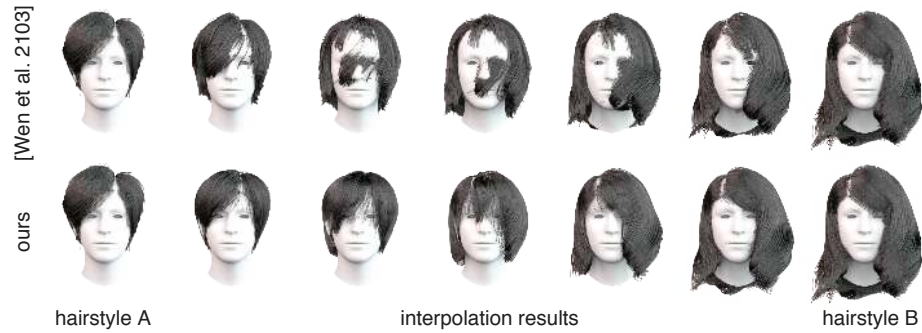 [Wen et al. 2103]
ours
hairstyle A
interpolation results
hairstyle B